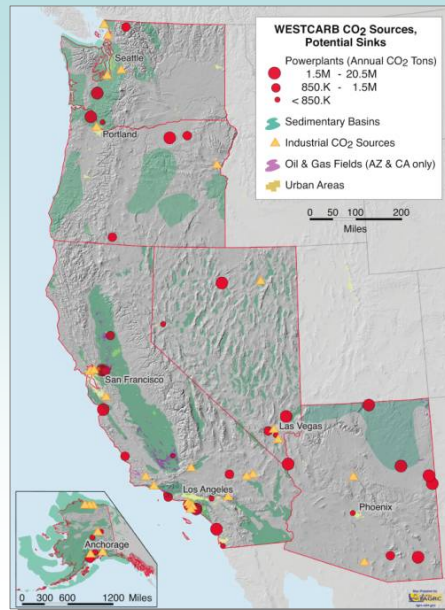 WESTCARB CO2 Sources,
Potential Sinks
Powerplants (Annual CO2 Tons)
1.5M - 20.5M
850.K - 1.5M
< 850.K
Sedimentary Basins
Industrial CO2 Sources
Oil & Gas Fields (AZ & CA only)
Urban Areas
0 50 100 200
Miles
Seattle
Portland
San Francisco
Las Vegas
Los Angeles
Phoenix
Anchorage
0 300 600 900 1200 Miles